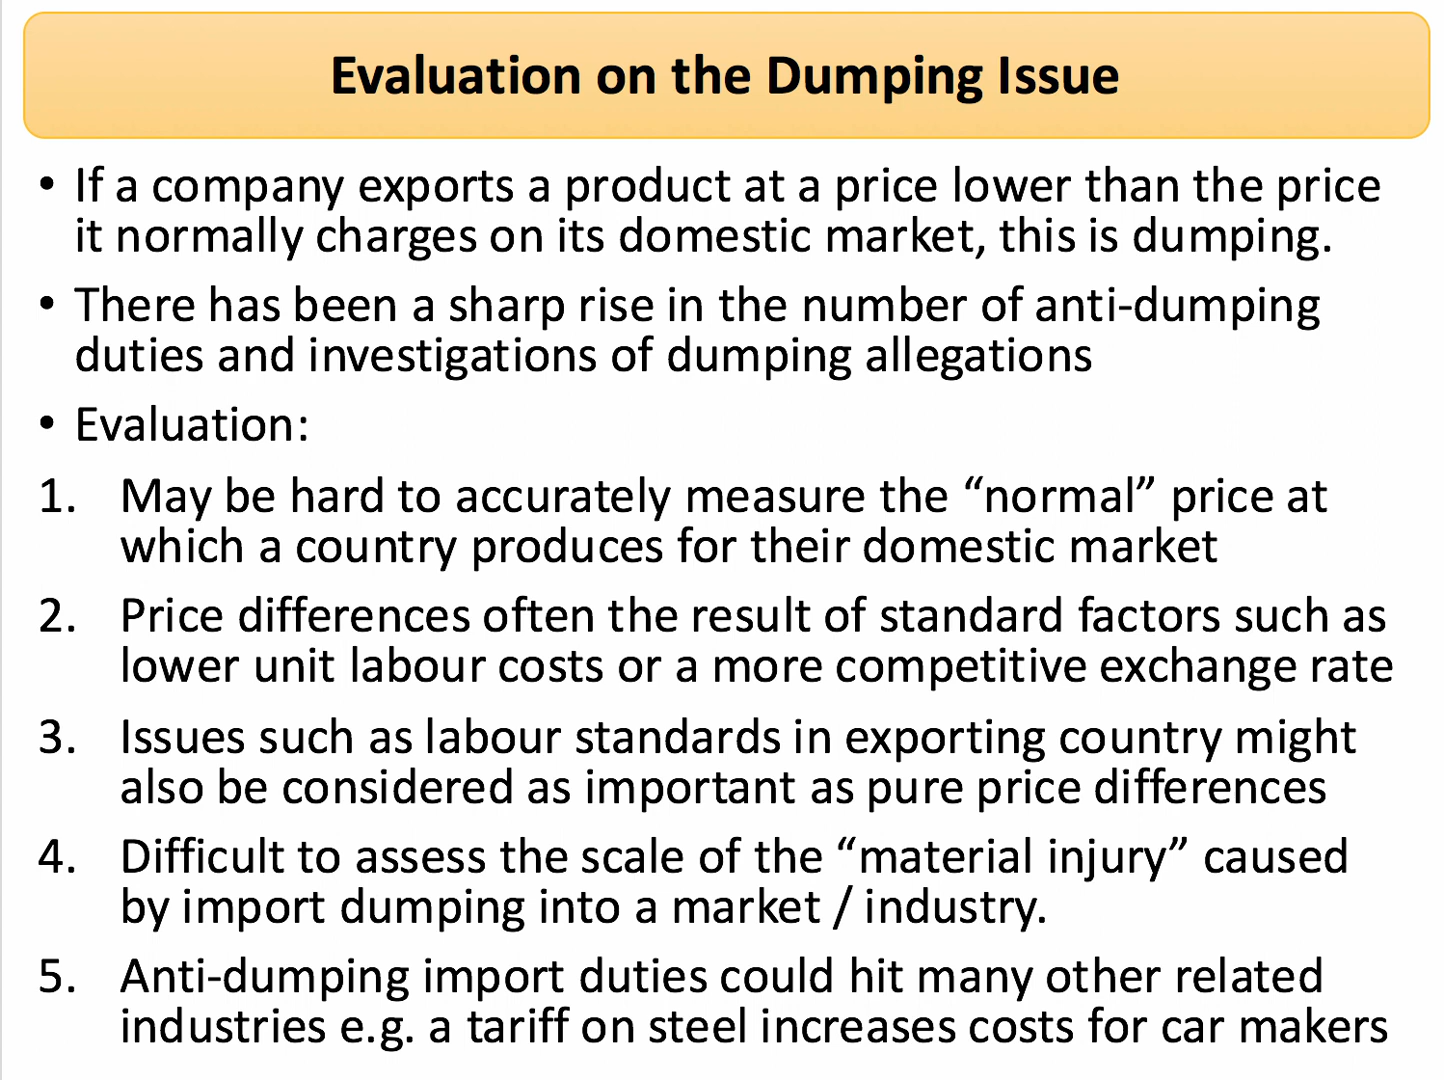 Evaluation on the Dumping Issue
• If a company exports a product at a price lower than the price
it normally charges on its domestic market, this is dumping.
• There has been a sharp rise in the number of anti-dumping
duties and investigations of dumping allegations
• Evaluation:
1. May be hard to accurately measure the “normal” price at
which a country produces for their domestic market
2. Price differences often the result of standard factors such as
lower unit labour costs or a more competitive exchange rate
3. Issues such as labour standards in exporting country might
also be considered as important as pure price differences
4. Difficult to assess the scale of the “material injury” caused
by import dumping into a market / industry.
5. Anti-dumping import duties could hit many other related
industries e.g. a tariff on steel increases costs for car makers